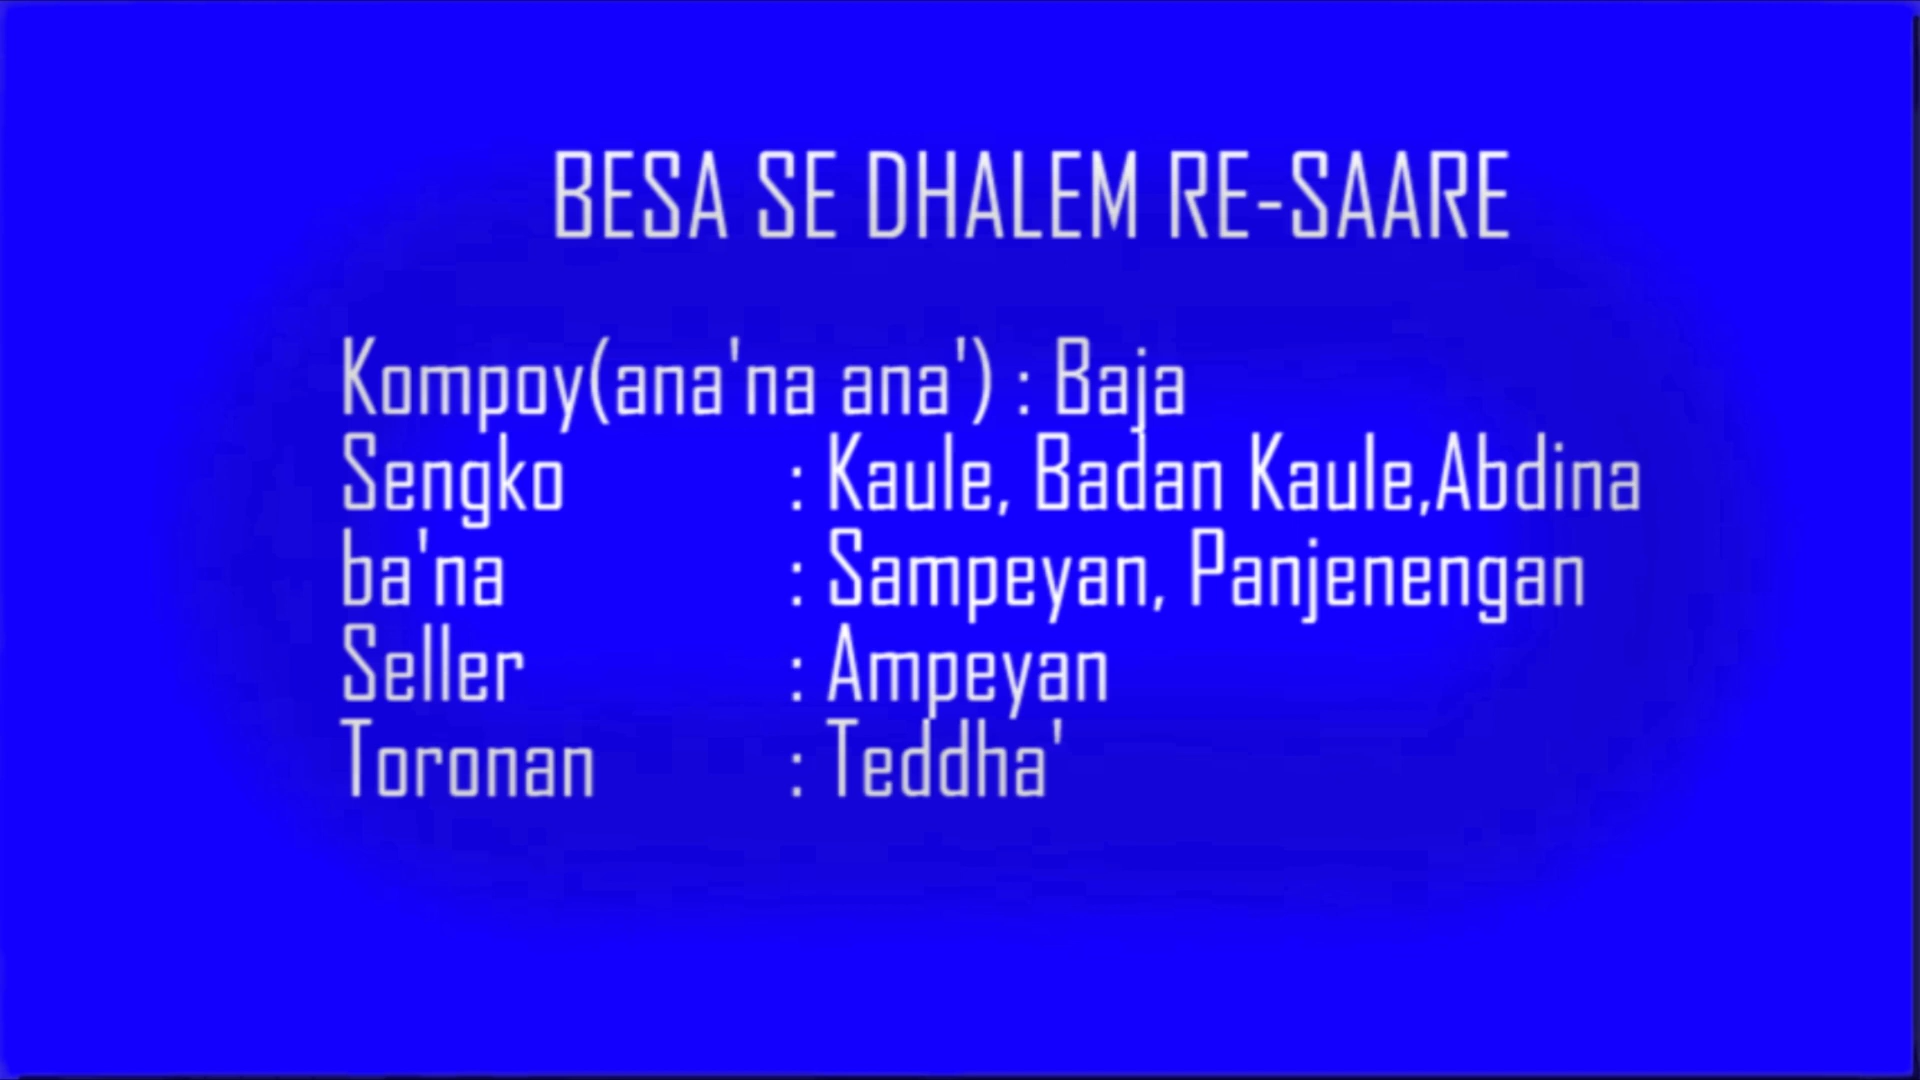 BESA SE DHALEM RE-SAARE
Kompoy(ana'na ana') : Baja
Sengko : Kaule, Badan Kaule,Abdina
ba'na : Sampeyan, Panjenengan
Seller : Ampeyan
Toronan : Teddha'